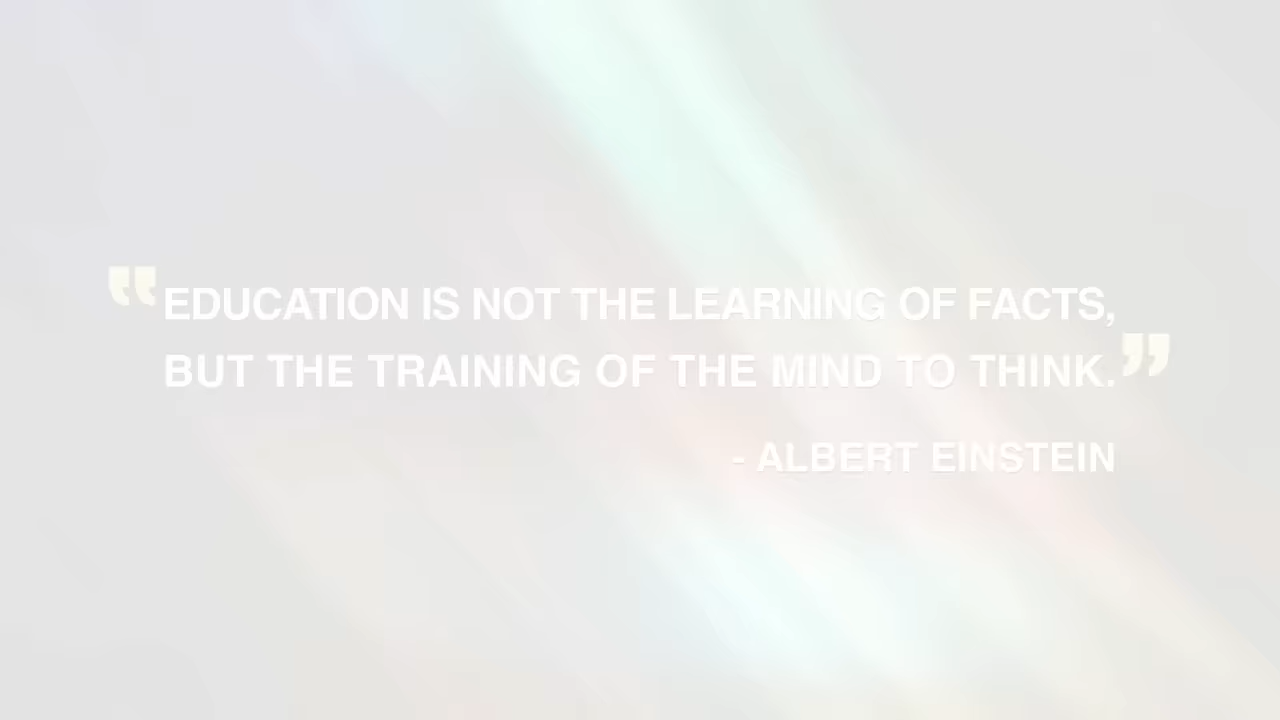 “EDUCATION IS NOT THE LEARNING OF FACTS,
BUT THE TRAINING OF THE MIND TO THINK.”
- ALBERT EINSTEIN